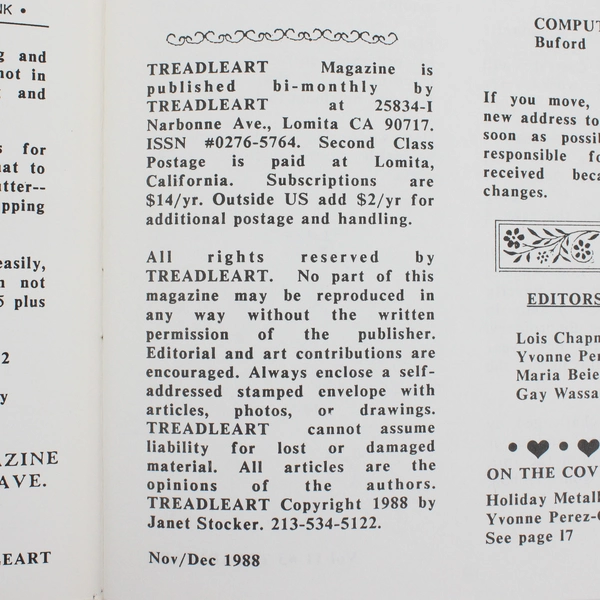 NK •
g and
not in
and
s for
at to
utter--
pping
easily,
n not
5 plus
2
y
AZINE
AVE.
LEART
TREADLEART Magazine is
published bi-monthly by
TREADLEART at 25834-I
Narbonne Ave., Lomita CA 90717.
ISSN #0276-5764. Second Class
Postage is paid at Lomita,
California. Subscriptions are
$14/yr. Outside US add $2/yr for
additional postage and handling.
All rights reserved by
TREADLEART. No part of this
magazine may be reproduced in
any way without the written
permission of the publisher.
Editorial and art contributions are
encouraged. Always enclose a self-
addressed stamped envelope with
articles, photos, or drawings.
TREADLEART cannot assume
liability for lost or damaged
material. All articles are the
opinions of the authors.
TREADLEART Copyright 1988 by
Janet Stocker. 213-534-5122.
Nov/Dec 1988
COMPUT
Buford
If you move,
new address to
soon as possi
responsible fo
received beca
changes.
EDITORS
Lois Chapm
Yvonne Per
Maria Beie
Gay Wassa
ON THE COV
Holiday Metall
Yvonne Perez-C
See page 17